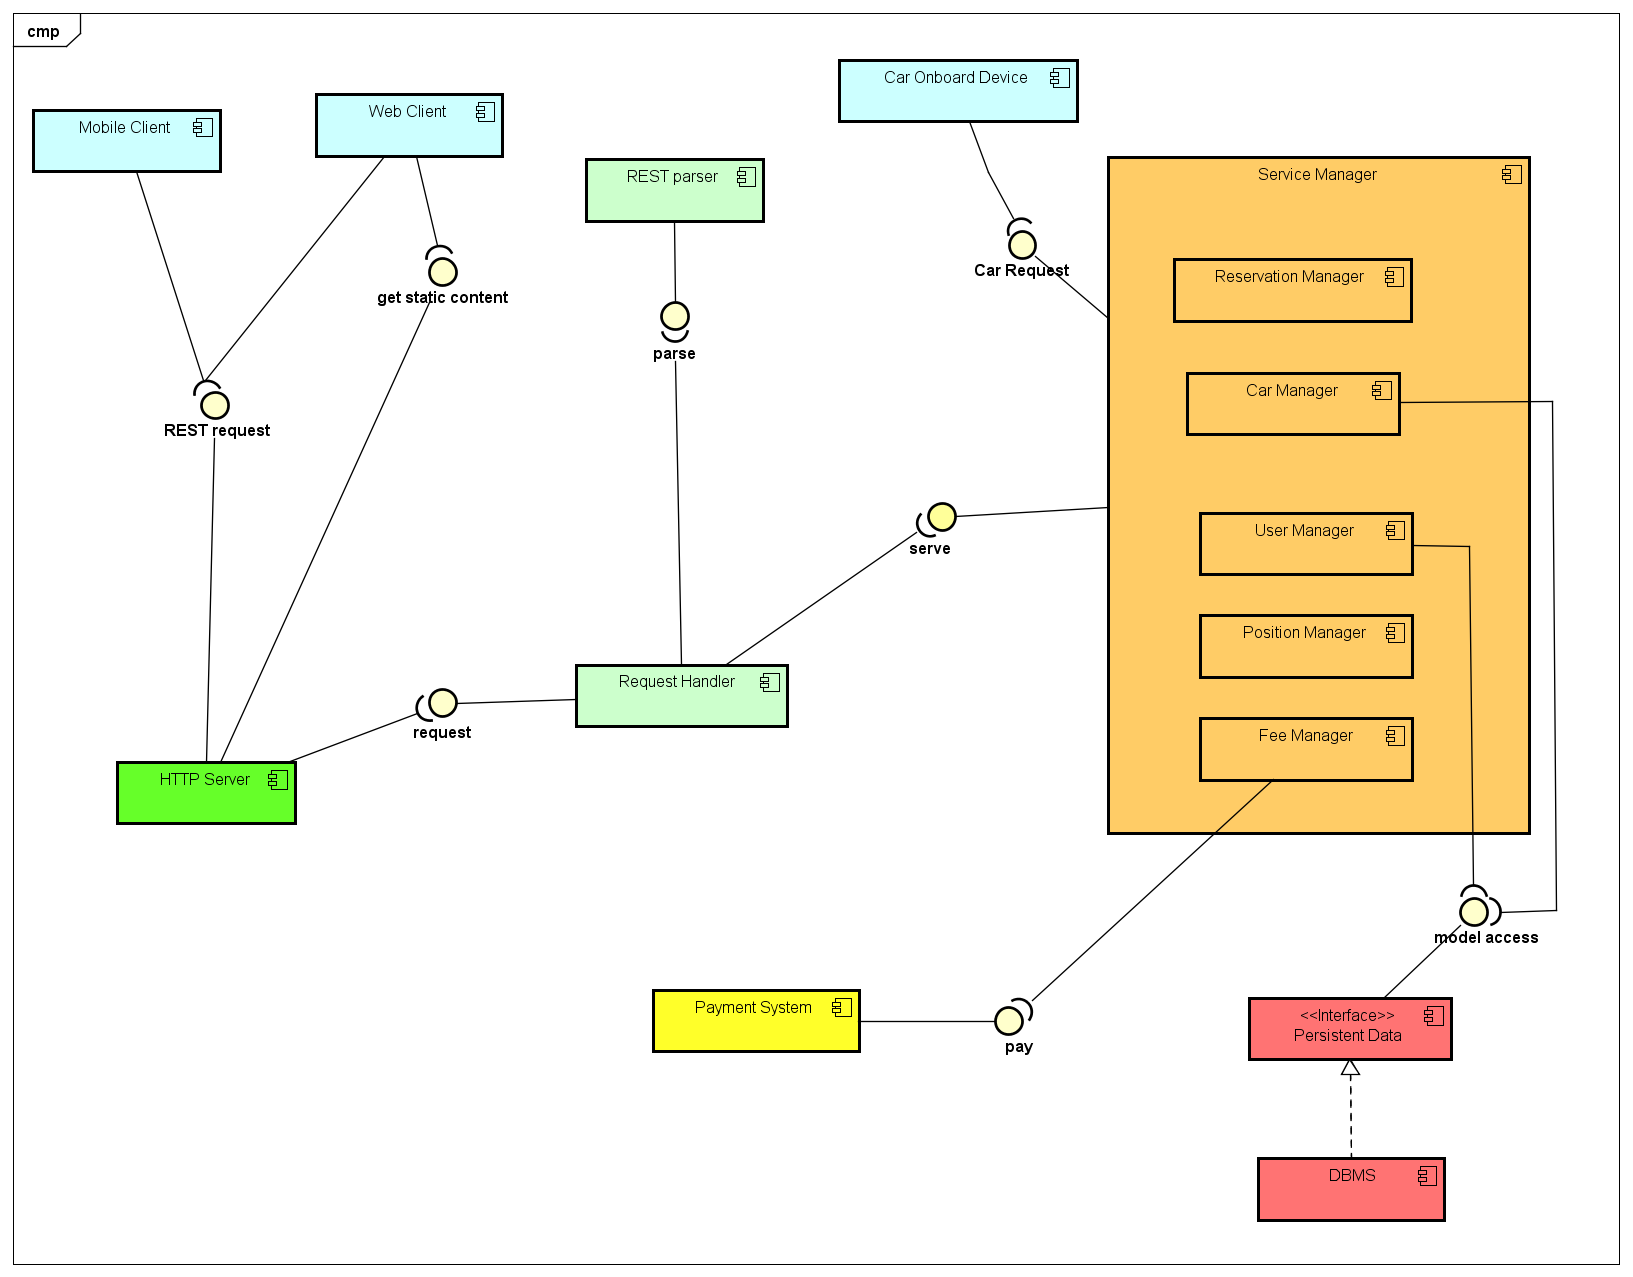 cmp
Car Onboard Device
Web Client
Mobile Client
REST parser
Service Manager
Car Request
Reservation Manager
get static content
parse
Car Manager
REST request
User Manager
serve
Position Manager
Request Handler
request
Fee Manager
HTTP Server
model access
Payment System
pay
<<Interface>>
Persistent Data
DBMS